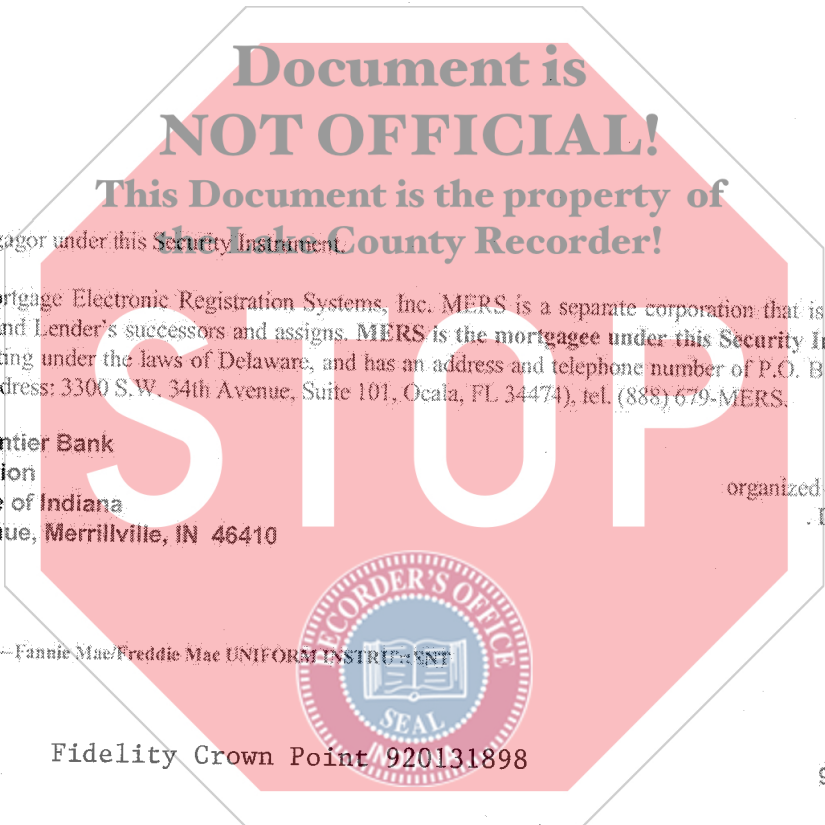 Document is
NOT OFFICIAL!
This Document is the property of
the Lake County Recorder!
gagor under this Security Instrument.
ortgage Electronic Registration Systems, Inc. MERS is a separate corporation that is
and Lender's successors and assigns. MERS is the mortgagee under this Security In
ting under the laws of Delaware, and has an address and telephone number of P.O. B
dress: 3300 S.W. 34th Avenue, Suite 101, Ocala, FL 34474), tel. (888) 679-MERS.
STOP
ntier Bank
ion
e of Indiana
organized
ue, Merrillville, IN 46410
RECORDER'S OFFICE
—Fannie Mae/Freddie Mac UNIFORM INSTRUMENT
SEAL
INDIANA
Fidelity Crown Point 920131898